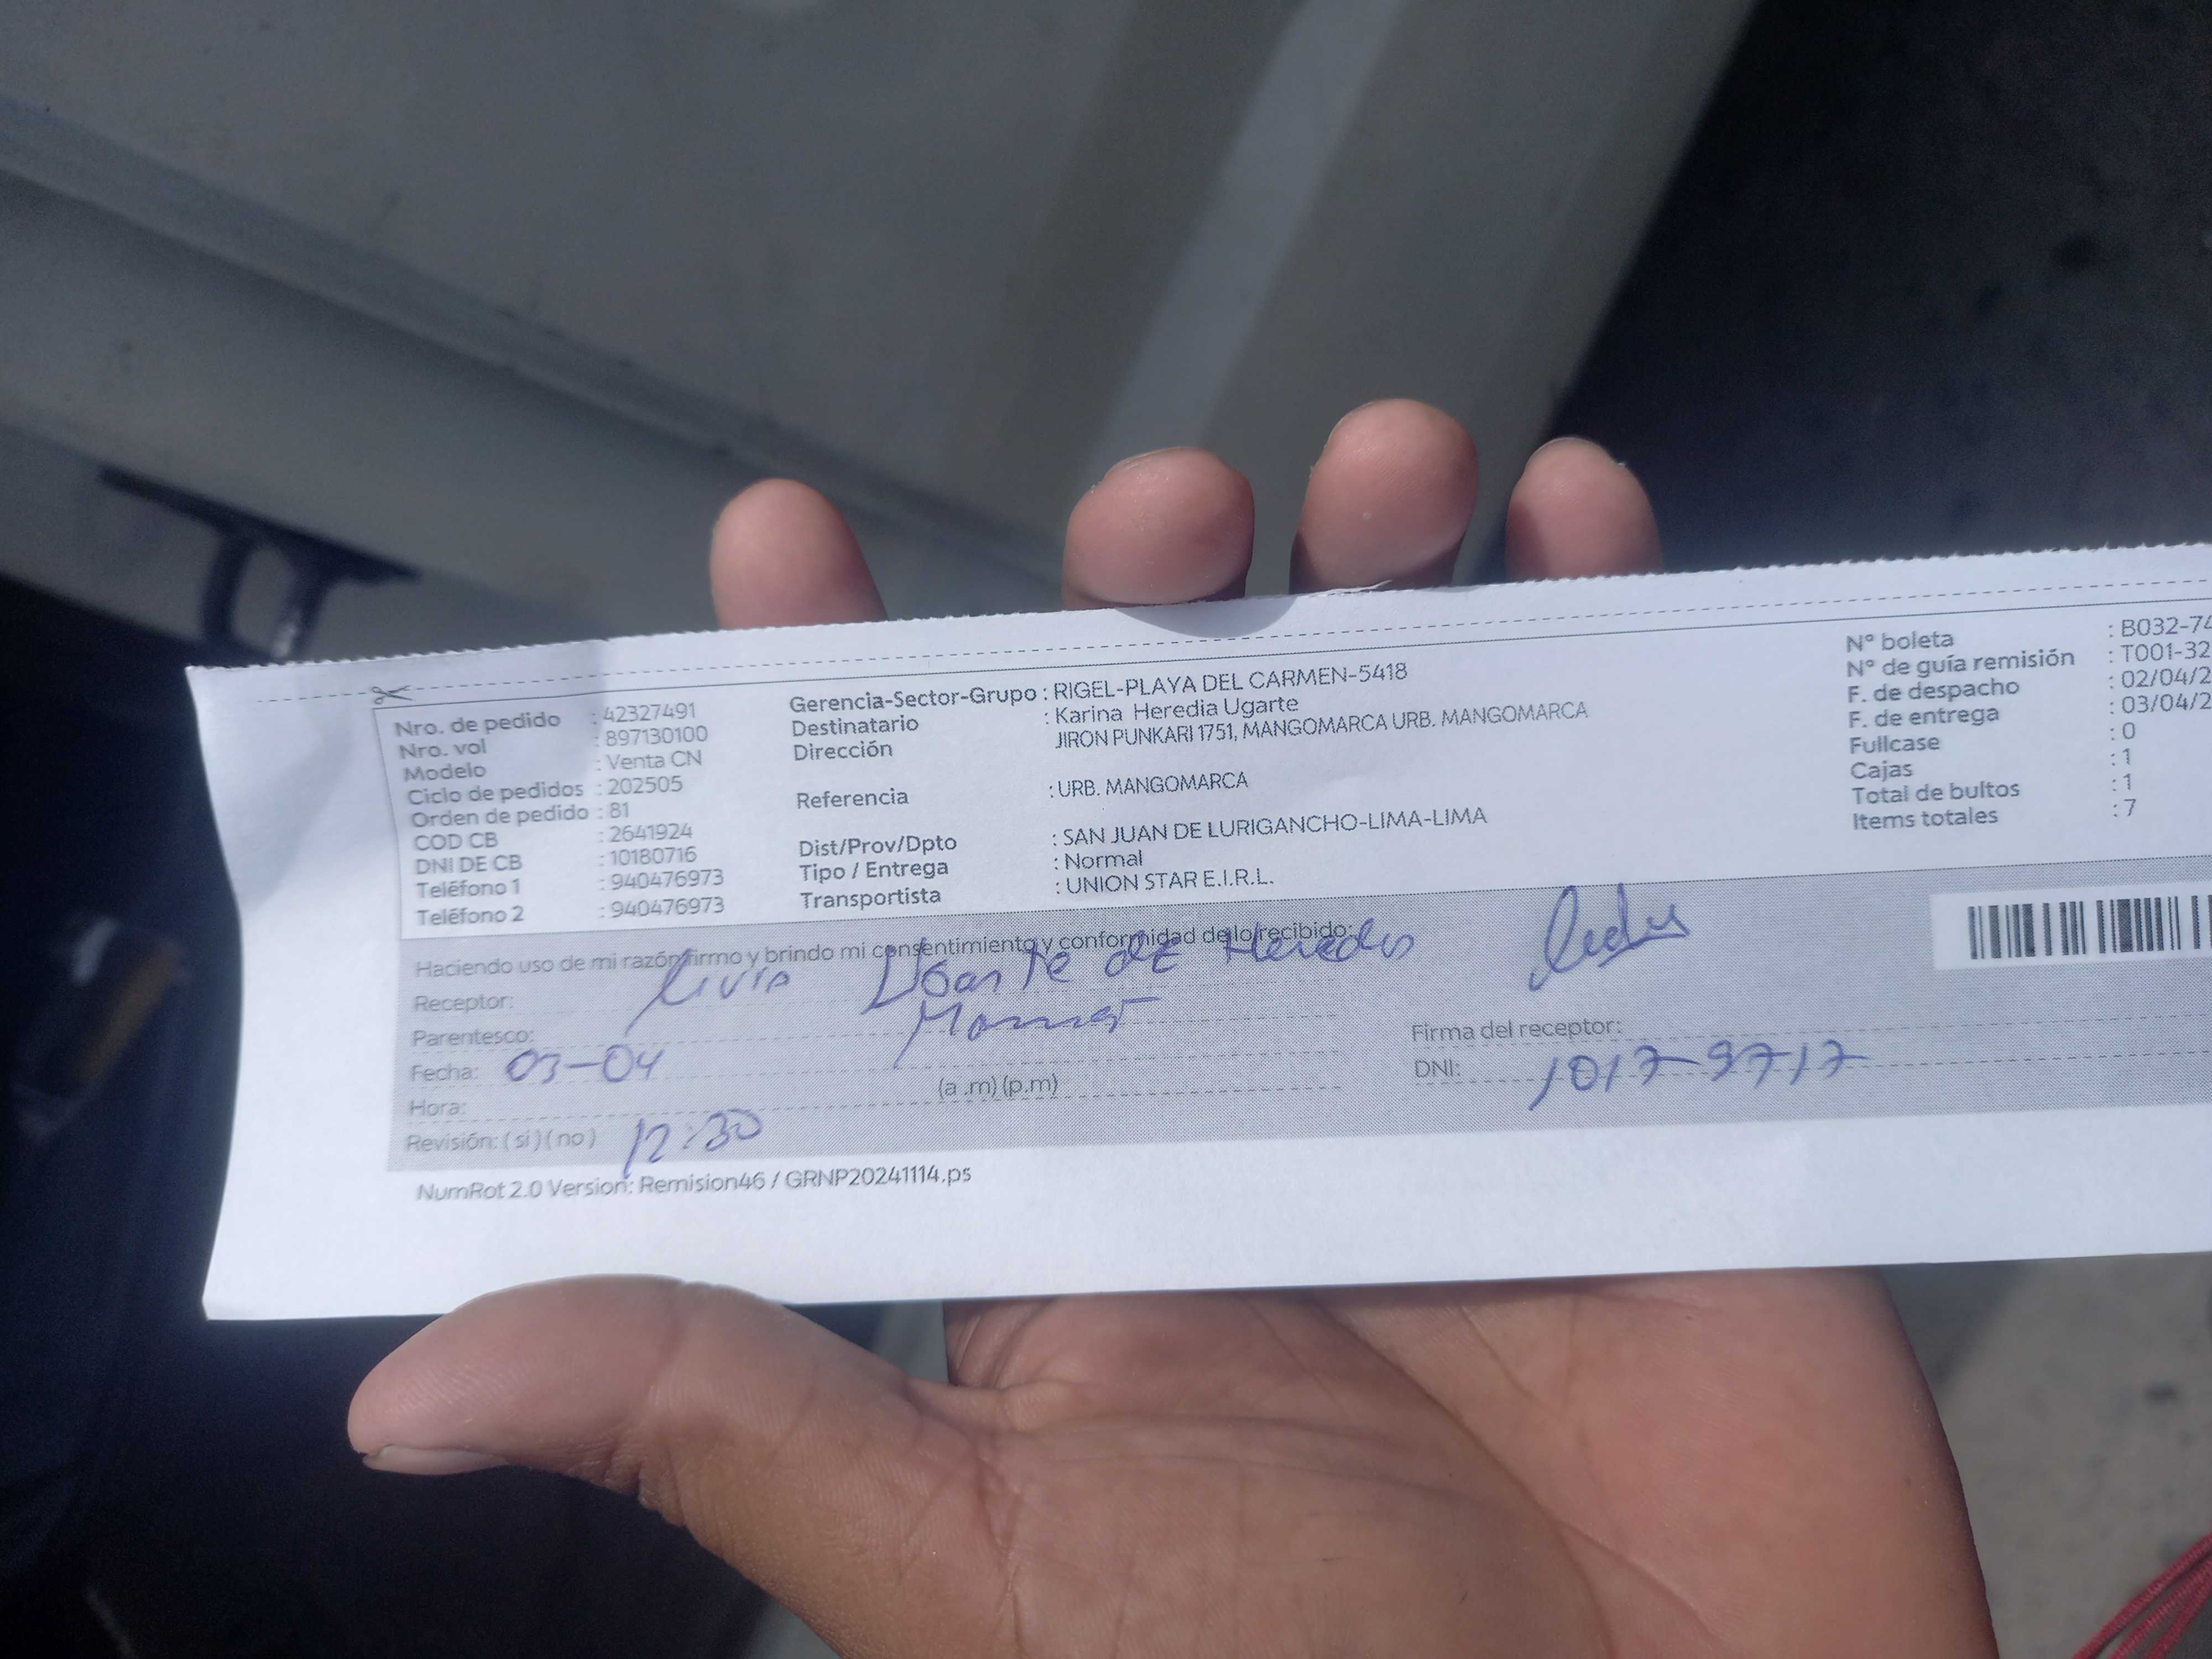 Nro. de pedido : 42327491
Nro. vol : 897130100
Modelo : Venta CN
Ciclo de pedidos : 202505
Orden de pedido : 81
COD CB : 2641924
DNI DE CB : 10180716
Teléfono 1 : 940476973
Teléfono 2 : 940476973
Gerencia-Sector-Grupo : RIGEL-PLAYA DEL CARMEN-5418
Destinatario : Karina Heredia Ugarte
Dirección JIRON PUNKARI 1751, MANGOMARCA URB. MANGOMARCA
Referencia : URB. MANGOMARCA
Dist/Prov/Dpto : SAN JUAN DE LURIGANCHO-LIMA-LIMA
Tipo / Entrega : Normal
Transportista : UNION STAR E.I.R.L.
N° boleta : B032-74
N° de guía remisión : T001-32
F. de despacho : 02/04/2
F. de entrega : 03/04/2
Fullcase : 0
Cajas : 1
Total de bultos : 1
Items totales : 7
Haciendo uso de mi razón firmo y brindo mi consentimiento y conformidad de lo recibido:
Receptor: Livia Ugarte de
Parentesco:
Fecha: 03-04
Hora: (a .m) (p.m)
Revisión: ( si ) ( no ) 12:30
Firma del receptor:
DNI: 1017-9717
NumRot 2.0 Version: Remision46 / GRNP20241114.ps